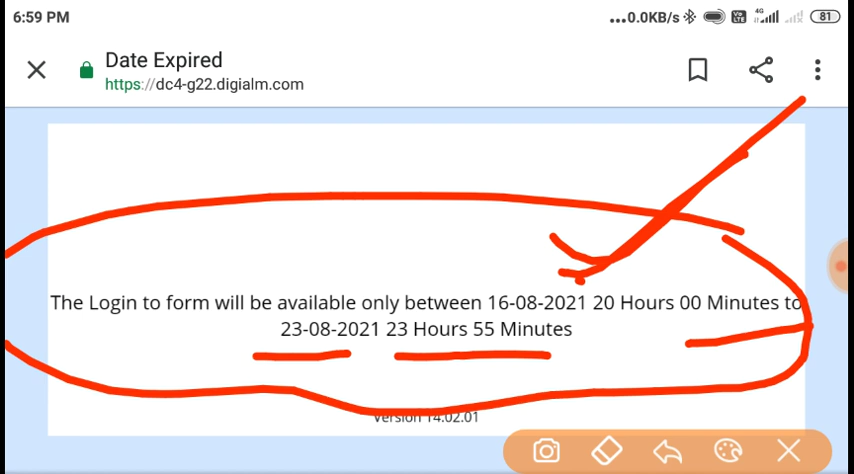 6:59 PM
...0.0KB/s
4G
81
Date Expired
https://dc4-g22.digialm.com
The Login to form will be available only between 16-08-2021 20 Hours 00 Minutes to
23-08-2021 23 Hours 55 Minutes
Version 14.02.01